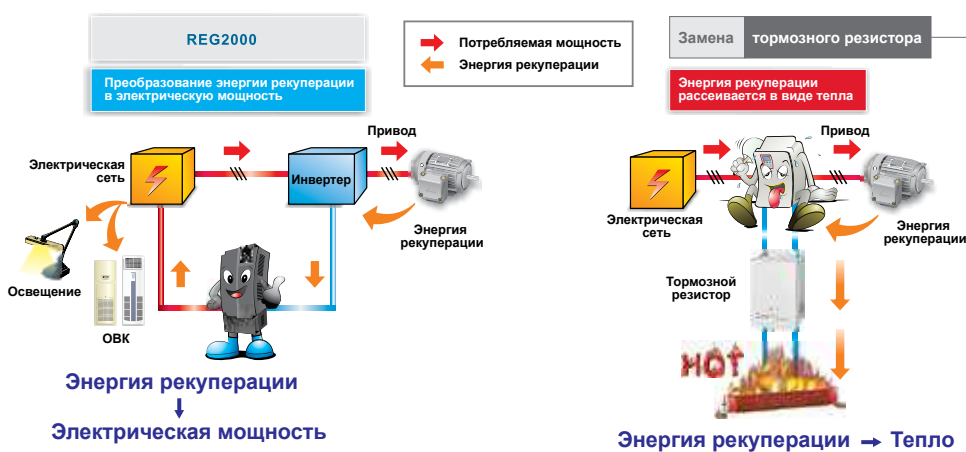 REG2000
Преобразование энергии рекуперации
в электрическую мощность
Потребляемая мощность
Энергия рекуперации
Замена тормозного резистора
Энергия рекуперации
рассеивается в виде тепла
Электрическая
сеть
Инвертер
Привод
Энергия
рекуперации
Освещение
ОВК
Энергия рекуперации
Электрическая мощность
Привод
Электрическая
сеть
Энергия
рекуперации
Тормозной
резистор
HOT
Энергия рекуперации → Тепло